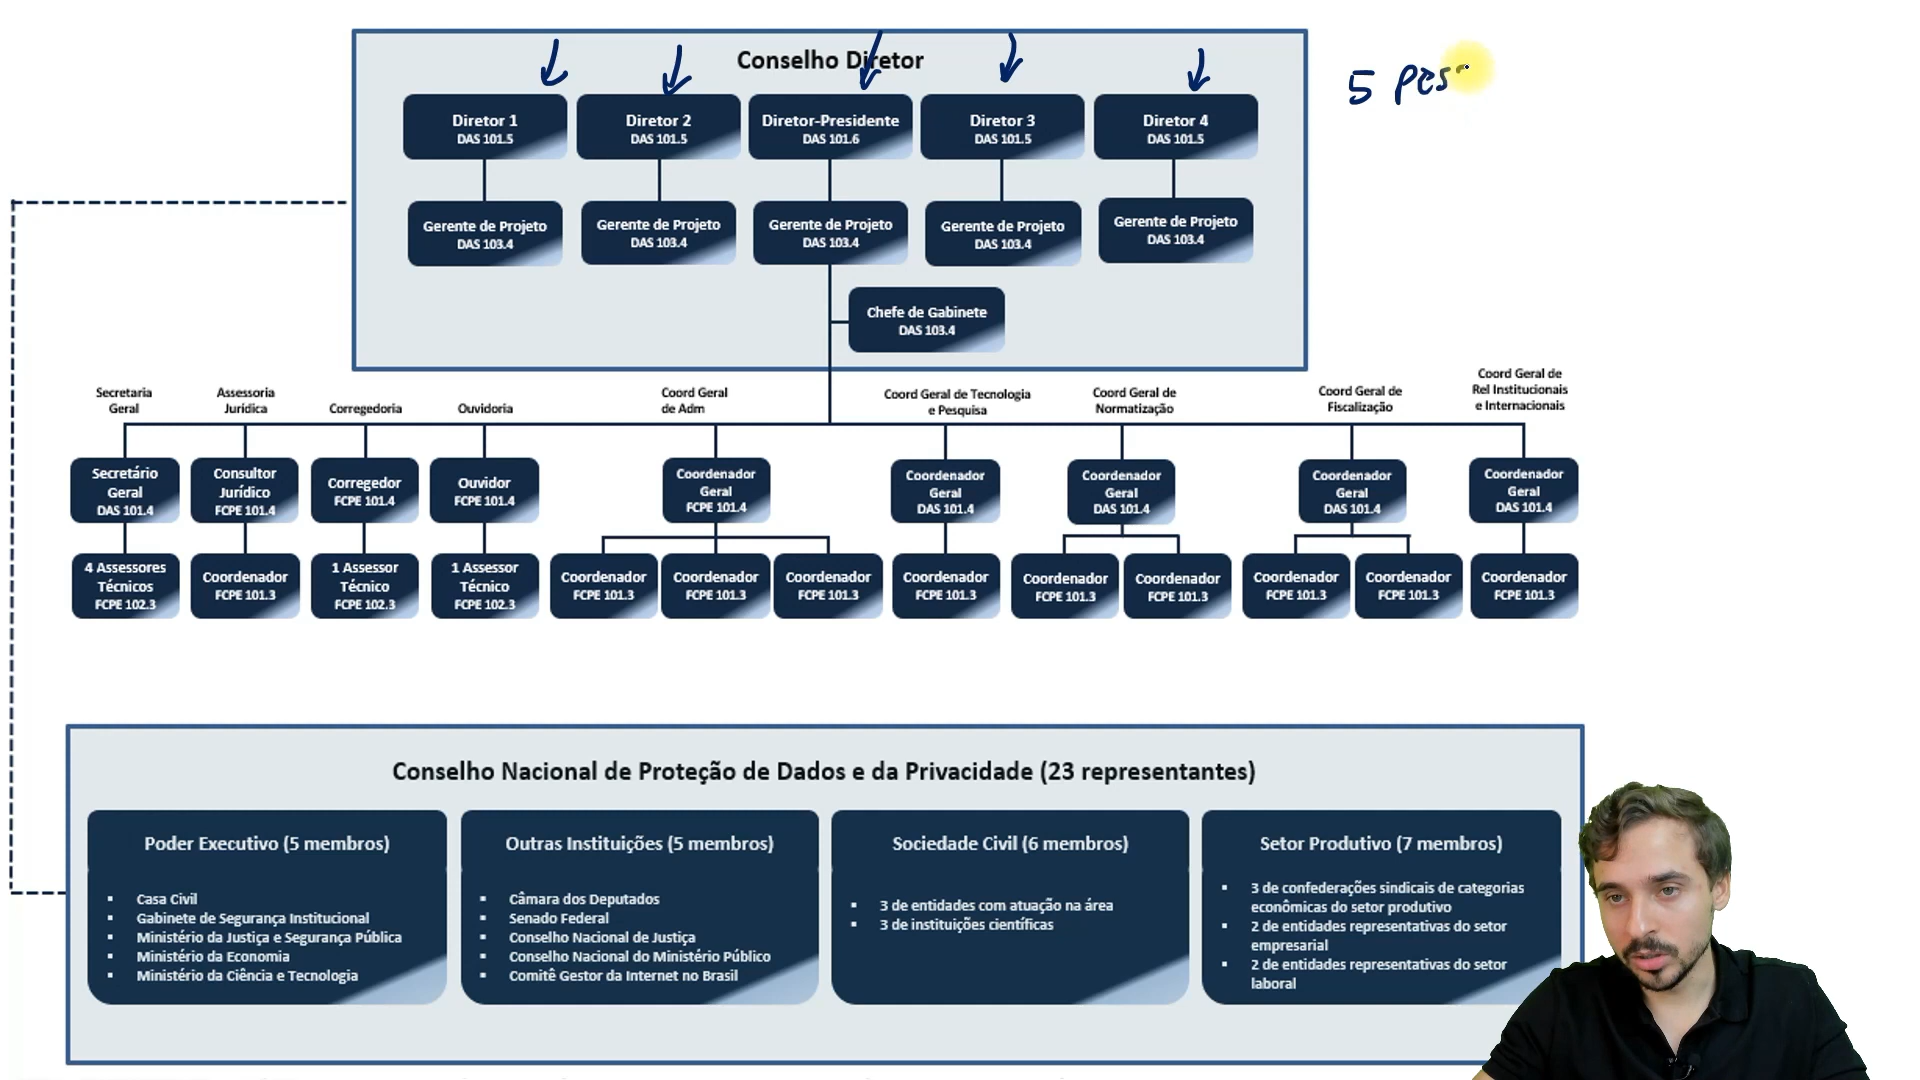 Conselho Diretor
5 pes
Diretor 1
DAS 101.5
Diretor 2
DAS 101.5
Diretor-Presidente
DAS 101.6
Diretor 3
DAS 101.5
Diretor 4
DAS 101.5
Gerente de Projeto
DAS 103.4
Gerente de Projeto
DAS 103.4
Gerente de Projeto
DAS 103.4
Gerente de Projeto
DAS 103.4
Gerente de Projeto
DAS 103.4
Chefe de Gabinete
DAS 103.4
Secretaria
Geral
Assessoria
Jurídica
Corregedoria
Ouvidoria
Coord Geral
de Adm
Coord Geral de Tecnologia
e Pesquisa
Coord Geral de
Normatização
Coord Geral de
Fiscalização
Coord Geral de
Rel Institucionais
e Internacionais
Secretário
Geral
DAS 101.4
Consultor
Jurídico
FCPE 101.4
Corregedor
FCPE 101.4
Ouvidor
FCPE 101.4
Coordenador
Geral
FCPE 101.4
Coordenador
Geral
DAS 101.4
Coordenador
Geral
DAS 101.4
Coordenador
Geral
DAS 101.4
Coordenador
Geral
DAS 101.4
4 Assessores
Técnicos
FCPE 102.3
Coordenador
FCPE 101.3
1 Assessor
Técnico
FCPE 102.3
1 Assessor
Técnico
FCPE 102.3
Coordenador
FCPE 101.3
Coordenador
FCPE 101.3
Coordenador
FCPE 101.3
Coordenador
FCPE 101.3
Coordenador
FCPE 101.3
Coordenador
FCPE 101.3
Coordenador
FCPE 101.3
Coordenador
FCPE 101.3
Coordenador
FCPE 101.3
Conselho Nacional de Proteção de Dados e da Privacidade (23 representantes)
Poder Executivo (5 membros)
▪ Casa Civil
▪ Gabinete de Segurança Institucional
▪ Ministério da Justiça e Segurança Pública
▪ Ministério da Economia
▪ Ministério da Ciência e Tecnologia
Outras Instituições (5 membros)
▪ Câmara dos Deputados
▪ Senado Federal
▪ Conselho Nacional de Justiça
▪ Conselho Nacional do Ministério Público
▪ Comitê Gestor da Internet no Brasil
Sociedade Civil (6 membros)
▪ 3 de entidades com atuação na área
▪ 3 de instituições científicas
Setor Produtivo (7 membros)
▪ 3 de confederações sindicais de categorias
econômicas do setor produtivo
▪ 2 de entidades representativas do setor
empresarial
▪ 2 de entidades representativas do setor
laboral